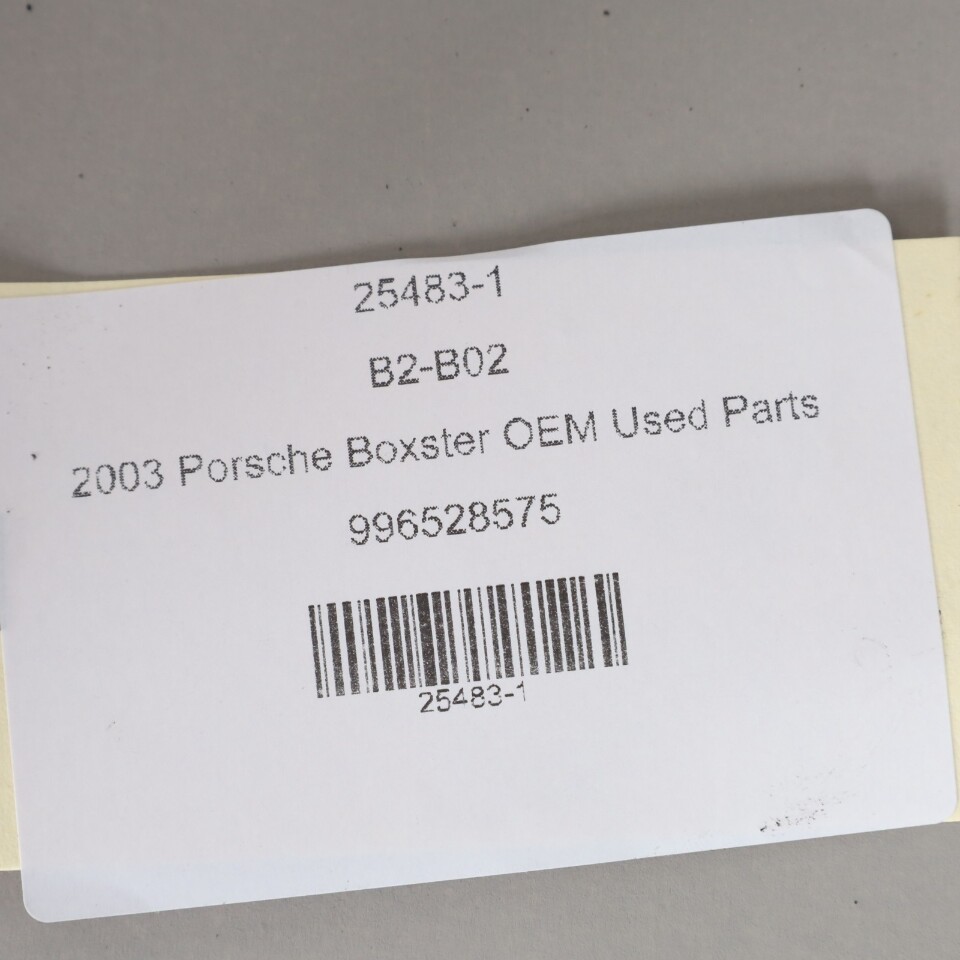 25483-1
B2-B02
2003 Porsche Boxster OEM Used Parts
996528575
25483-1